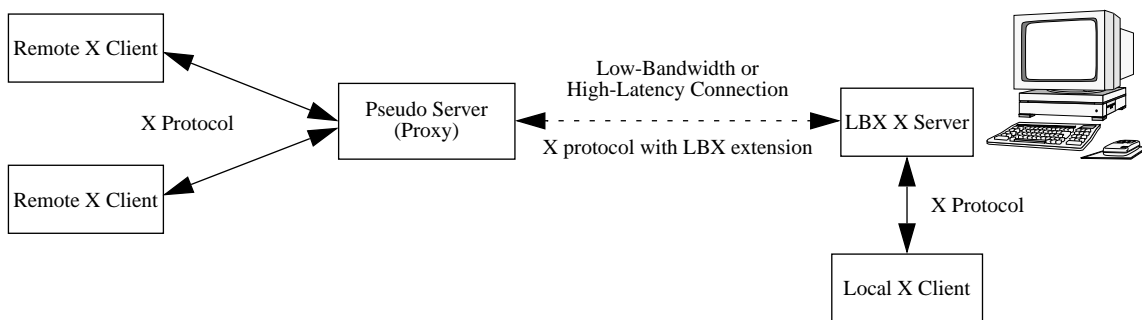 Remote X Client
X Protocol
Remote X Client
Pseudo Server
(Proxy)
Low-Bandwidth or
High-Latency Connection
X protocol with LBX extension
LBX X Server
X Protocol
Local X Client